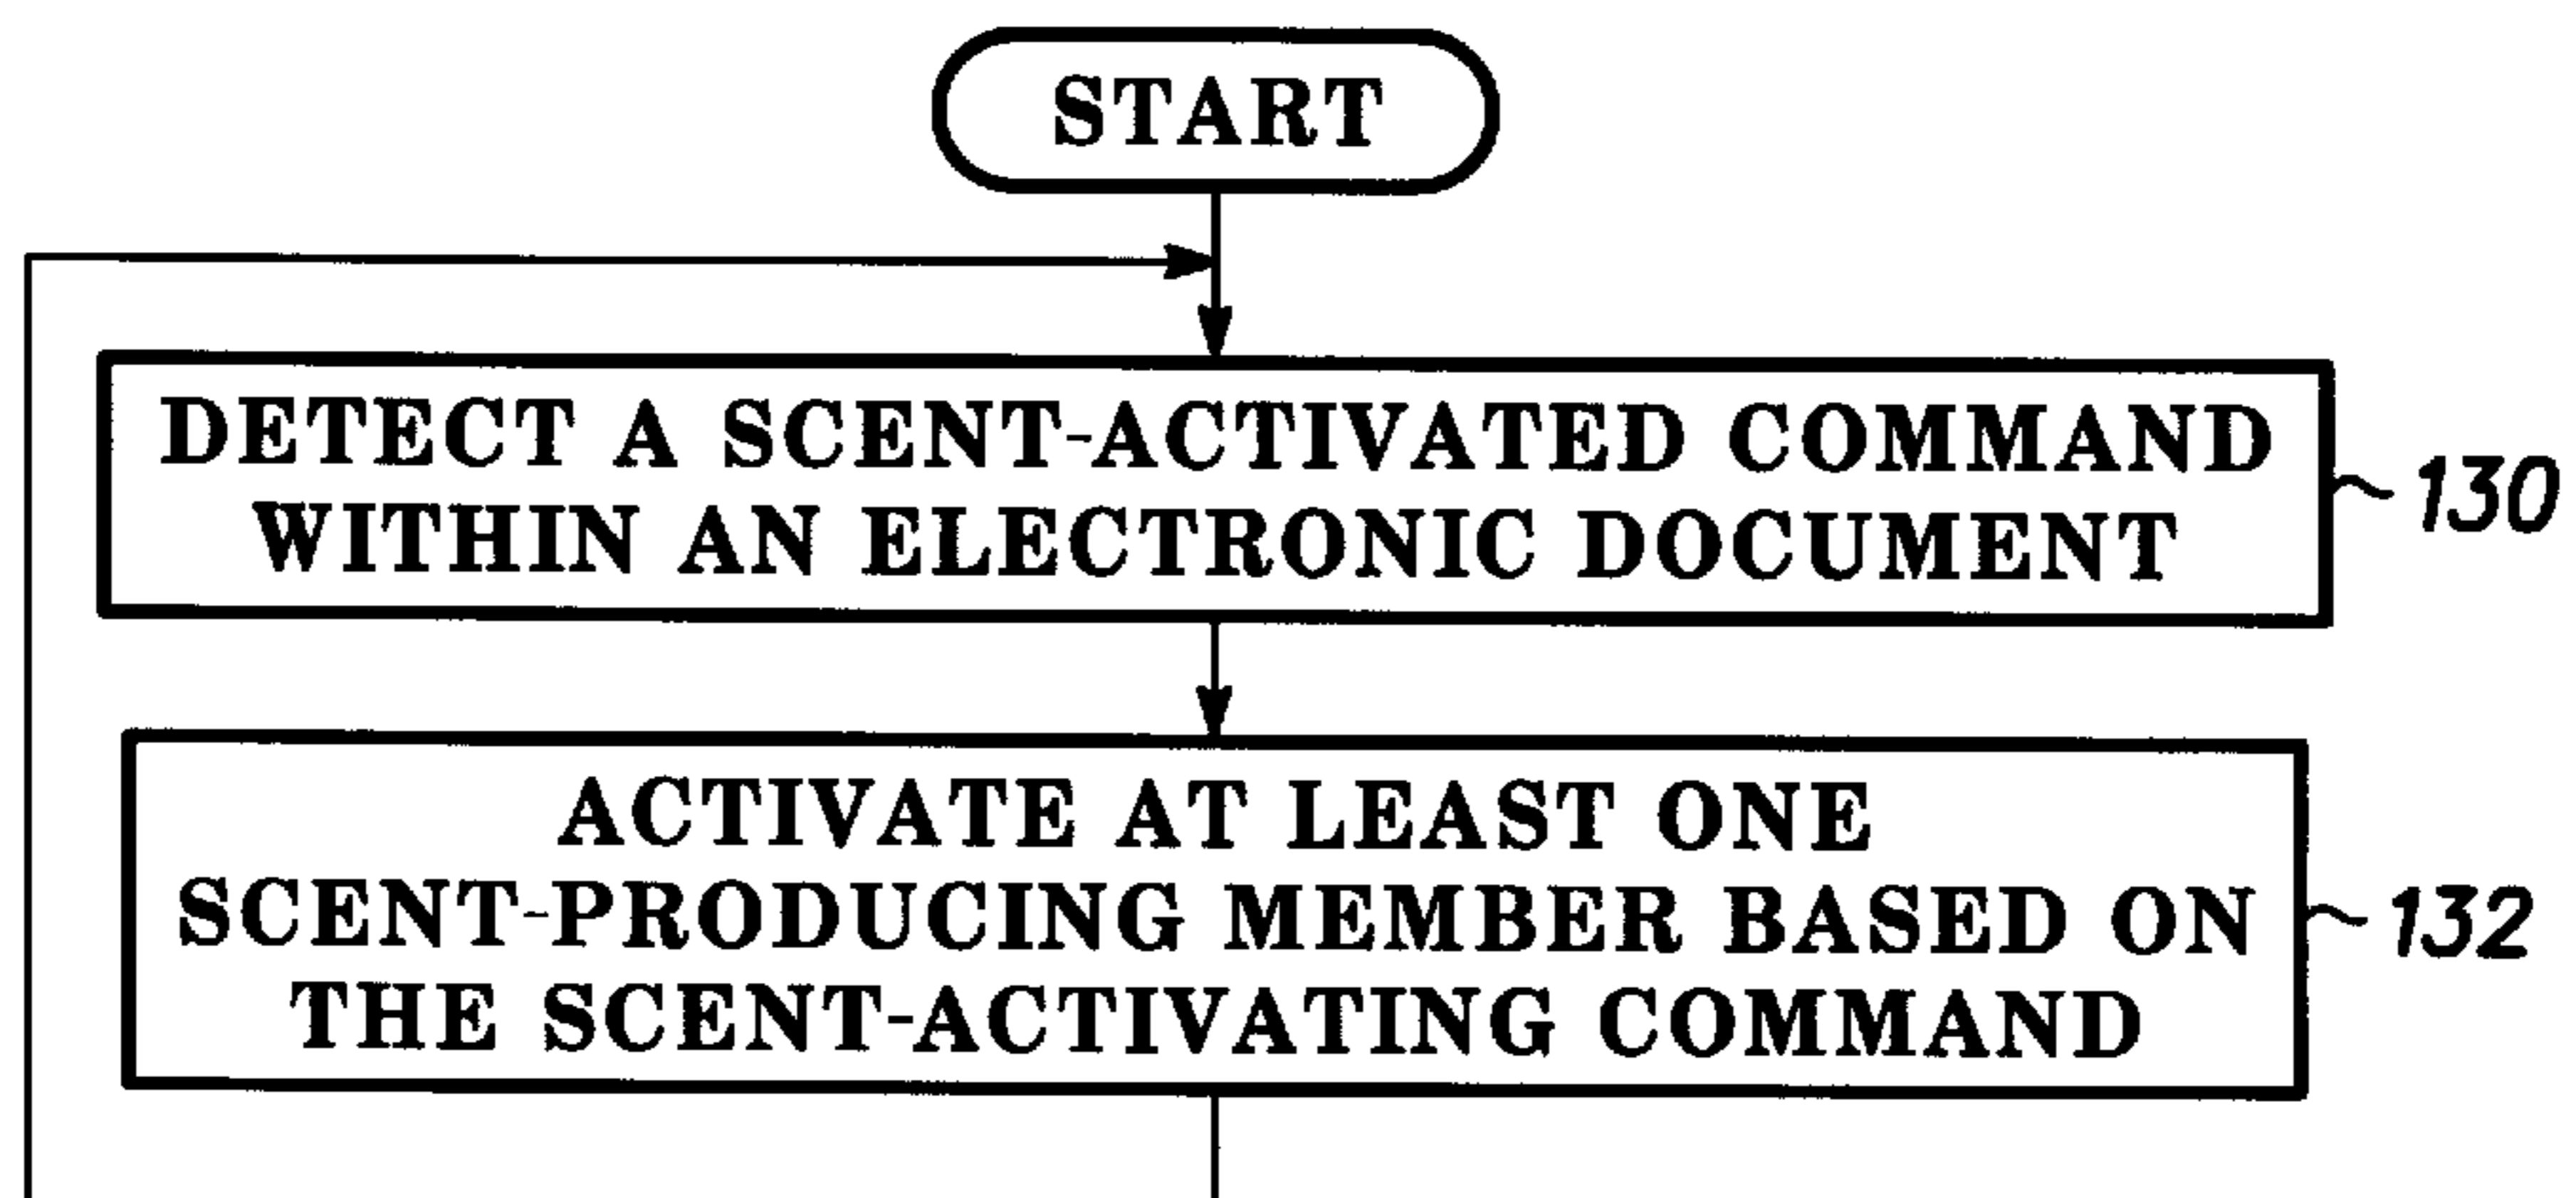 START
DETECT A SCENT-ACTIVATED COMMAND
WITHIN AN ELECTRONIC DOCUMENT
130
ACTIVATE AT LEAST ONE
SCENT-PRODUCING MEMBER BASED ON
THE SCENT-ACTIVATING COMMAND
132